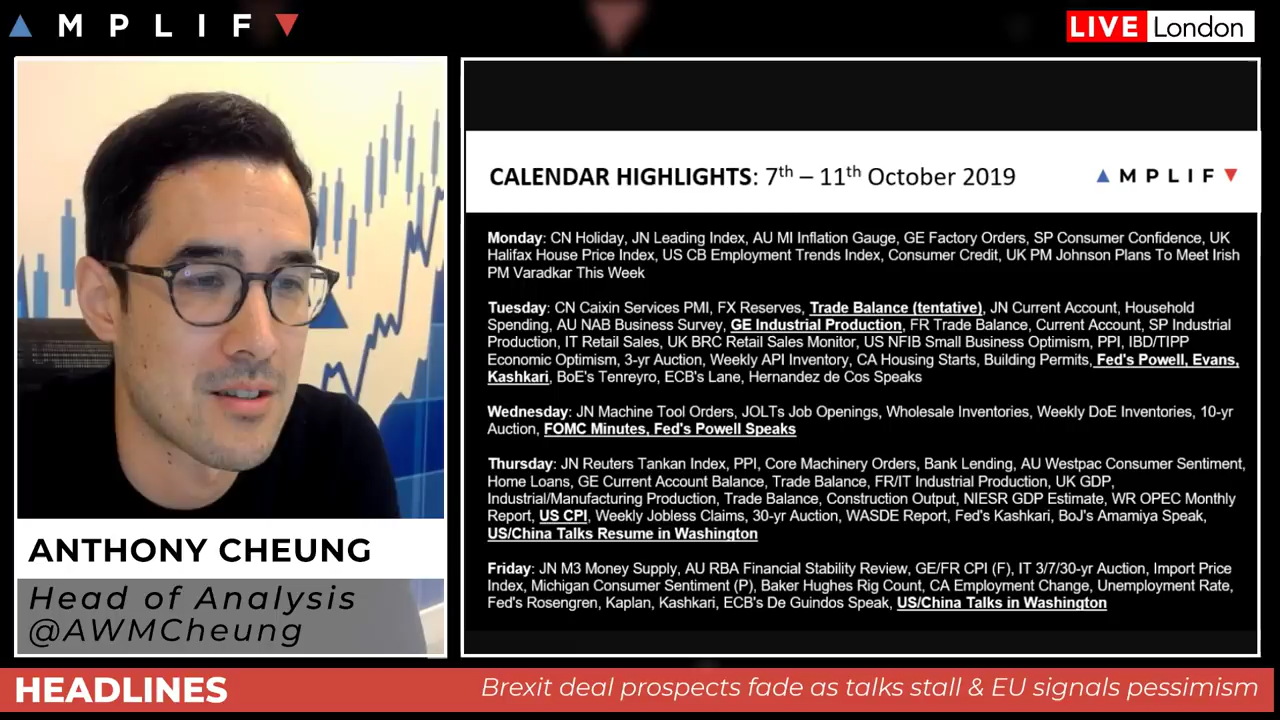 ▲ M P L I F ▼
LIVE London
CALENDAR HIGHLIGHTS: 7th – 11th October 2019
▲ M P L I F ▼
Monday: CN Holiday, JN Leading Index, AU MI Inflation Gauge, GE Factory Orders, SP Consumer Confidence, UK
Halifax House Price Index, US CB Employment Trends Index, Consumer Credit, UK PM Johnson Plans To Meet Irish
PM Varadkar This Week
Tuesday: CN Caixin Services PMI, FX Reserves, Trade Balance (tentative), JN Current Account, Household
Spending, AU NAB Business Survey, GE Industrial Production, FR Trade Balance, Current Account, SP Industrial
Production, IT Retail Sales, UK BRC Retail Sales Monitor, US NFIB Small Business Optimism, PPI, IBD/TIPP
Economic Optimism, 3-yr Auction, Weekly API Inventory, CA Housing Starts, Building Permits, Fed's Powell, Evans,
Kashkari, BoE's Tenreyro, ECB's Lane, Hernandez de Cos Speaks
Wednesday: JN Machine Tool Orders, JOLTs Job Openings, Wholesale Inventories, Weekly DoE Inventories, 10-yr
Auction, FOMC Minutes, Fed's Powell Speaks
Thursday: JN Reuters Tankan Index, PPI, Core Machinery Orders, Bank Lending, AU Westpac Consumer Sentiment,
Home Loans, GE Current Account Balance, Trade Balance, FR/IT Industrial Production, UK GDP,
Industrial/Manufacturing Production, Trade Balance, Construction Output, NIESR GDP Estimate, WR OPEC Monthly
Report, US CPI, Weekly Jobless Claims, 30-yr Auction, WASDE Report, Fed's Kashkari, BoJ's Amamiya Speak,
US/China Talks Resume in Washington
Friday: JN M3 Money Supply, AU RBA Financial Stability Review, GE/FR CPI (F), IT 3/7/30-yr Auction, Import Price
Index, Michigan Consumer Sentiment (P), Baker Hughes Rig Count, CA Employment Change, Unemployment Rate,
Fed's Rosengren, Kaplan, Kashkari, ECB's De Guindos Speak, US/China Talks in Washington
ANTHONY CHEUNG
Head of Analysis
@AWMCheung
HEADLINES
Brexit deal prospects fade as talks stall & EU signals pessimism